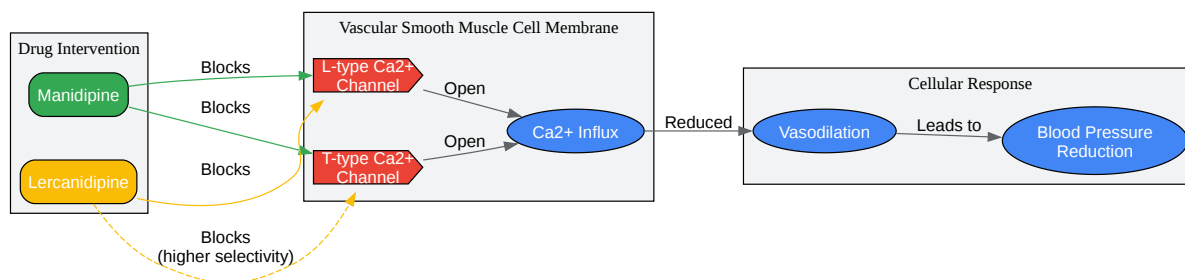 Drug Intervention
Manidipine
Lercanidipine
Blocks
Blocks
Blocks
Blocks
(higher selectivity)
Vascular Smooth Muscle Cell Membrane
L-type Ca2+
Channel
T-type Ca2+
Channel
Open
Open
Ca2+ Influx
Reduced
Cellular Response
Vasodilation
Leads to
Blood Pressure
Reduction